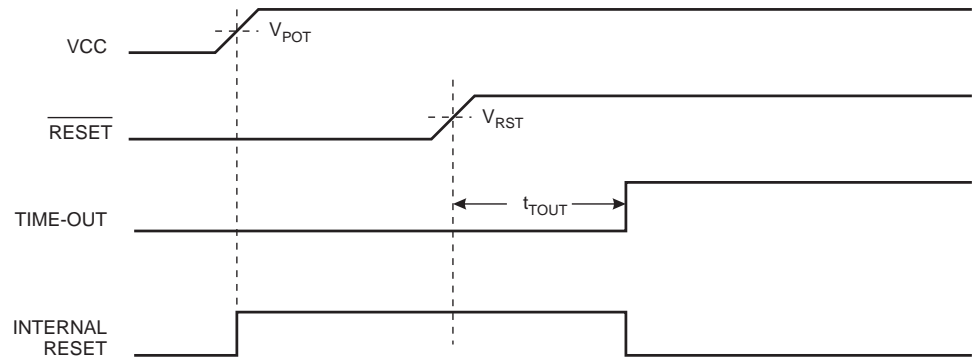 VCC
V_POT
RESET
V_RST
TIME-OUT
t_TOUT
INTERNAL
RESET